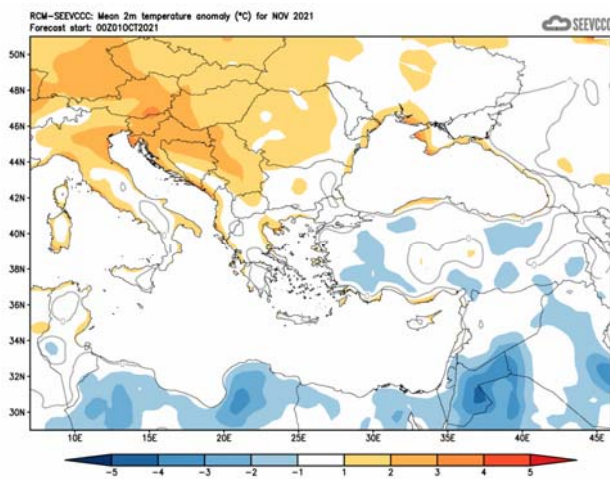 RCM-SEEVCCC: Mean 2m temperature anomaly (°C) for NOV 2021
Forecast start: 00Z01OCT2021
SEEVCCC
50N
48N
46N
44N
42N
40N
38N
36N
34N
32N
30N
10E 15E 20E 25E 30E 35E 40E 45E
-5 -4 -3 -2 -1 1 2 3 4 5